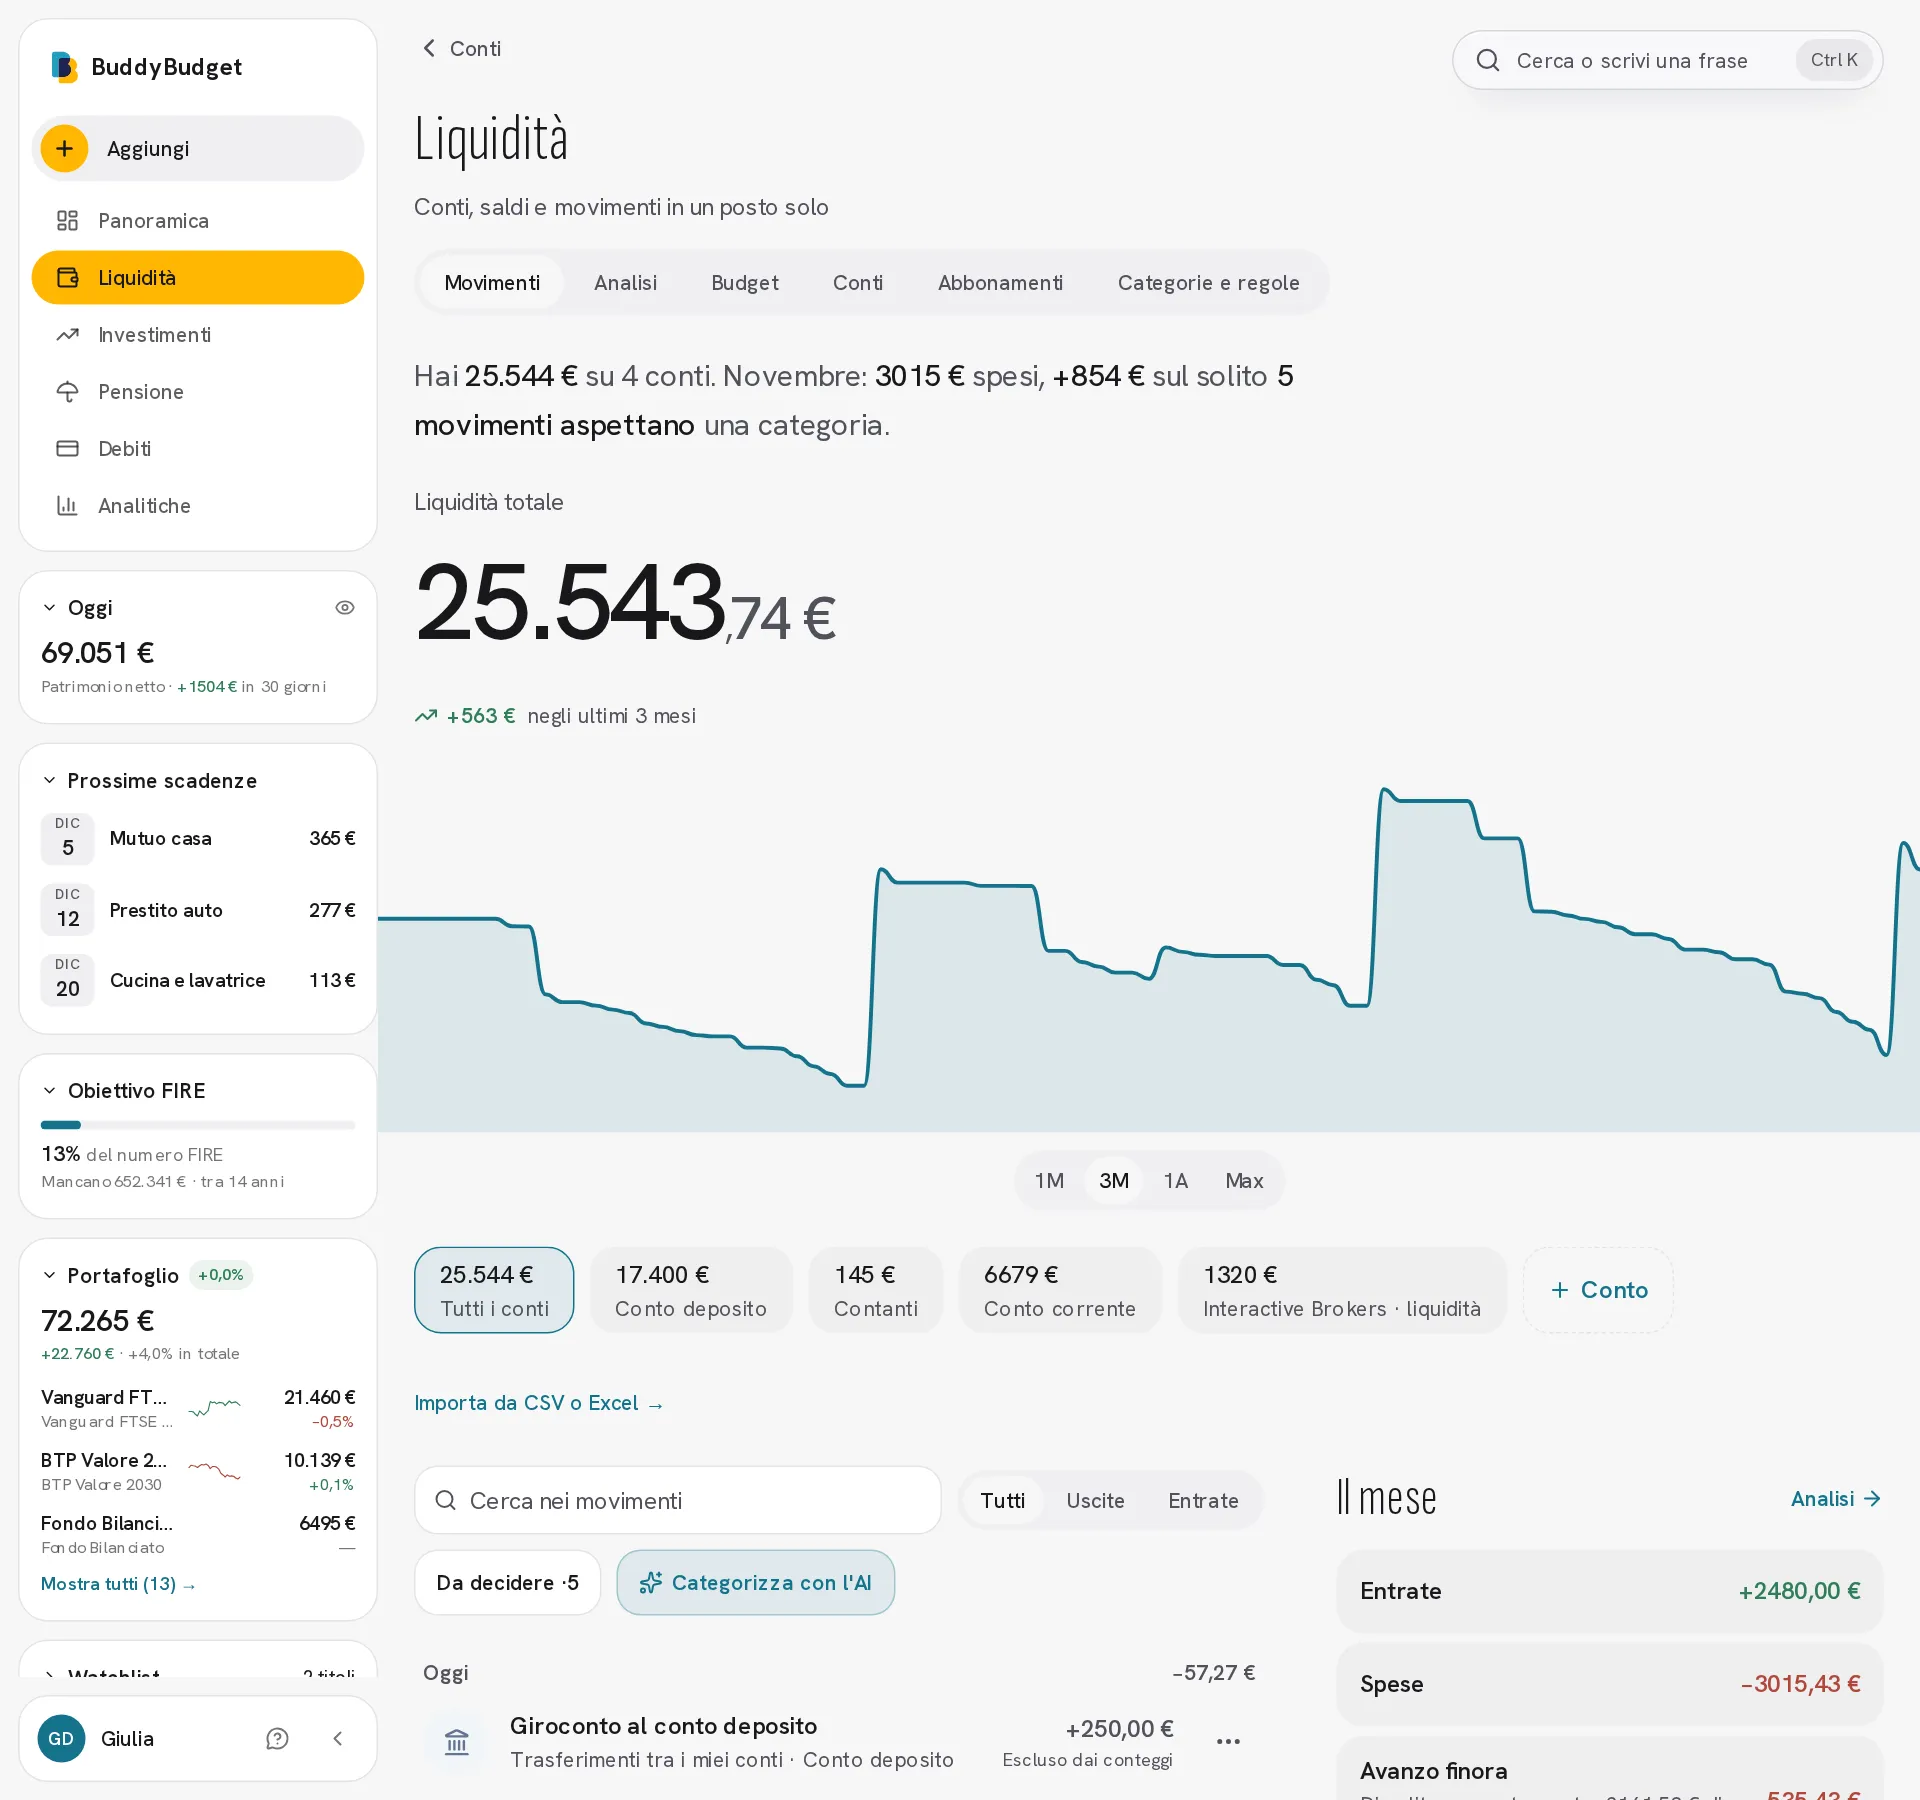 BuddyBudget
Aggiungi
Panoramica
Liquidità
Investimenti
Pensione
Debiti
Analitiche
Oggi
69.051 €
Patrimonio netto · +1504 € in 30 giorni
Prossime scadenze
DIC
5
Mutuo casa
365 €
DIC
12
Prestito auto
277 €
DIC
20
Cucina e lavatrice
113 €
Obiettivo FIRE
13% del numero FIRE
Mancano 652.341 € · tra 14 anni
Portafoglio +0,0%
72.265 €
+22.760 € · +4,0% in totale
Vanguard FT...
21.460 €
Vanguard FTSE ...
−0,5%
BTP Valore 2...
10.139 €
BTP Valore 2030
+0,1%
Fondo Bilanci...
6495 €
Fondo Bilanciato
—
Mostra tutti (13) →
Watchlist
2 titoli
GD
Giulia
Conti
Cerca o scrivi una frase
Ctrl K
Liquidità
Conti, saldi e movimenti in un posto solo
Movimenti
Analisi
Budget
Conti
Abbonamenti
Categorie e regole
Hai 25.544 € su 4 conti. Novembre: 3015 € spesi, +854 € sul solito 5
movimenti aspettano una categoria.
Liquidità totale
25.543,74 €
+563 € negli ultimi 3 mesi
1M
3M
1A
Max
25.544 €
Tutti i conti
17.400 €
Conto deposito
145 €
Contanti
6679 €
Conto corrente
1320 €
Interactive Brokers · liquidità
+ Conto
Importa da CSV o Excel →
Cerca nei movimenti
Tutti
Uscite
Entrate
Da decidere ·5
Categorizza con l'AI
Oggi
−57,27 €
Giroconto al conto deposito
+250,00 €
Trasferimenti tra i miei conti · Conto deposito
Escluso dai conteggi
Il mese
Analisi →
Entrate
+2480,00 €
Spese
−3015,43 €
Avanzo finora